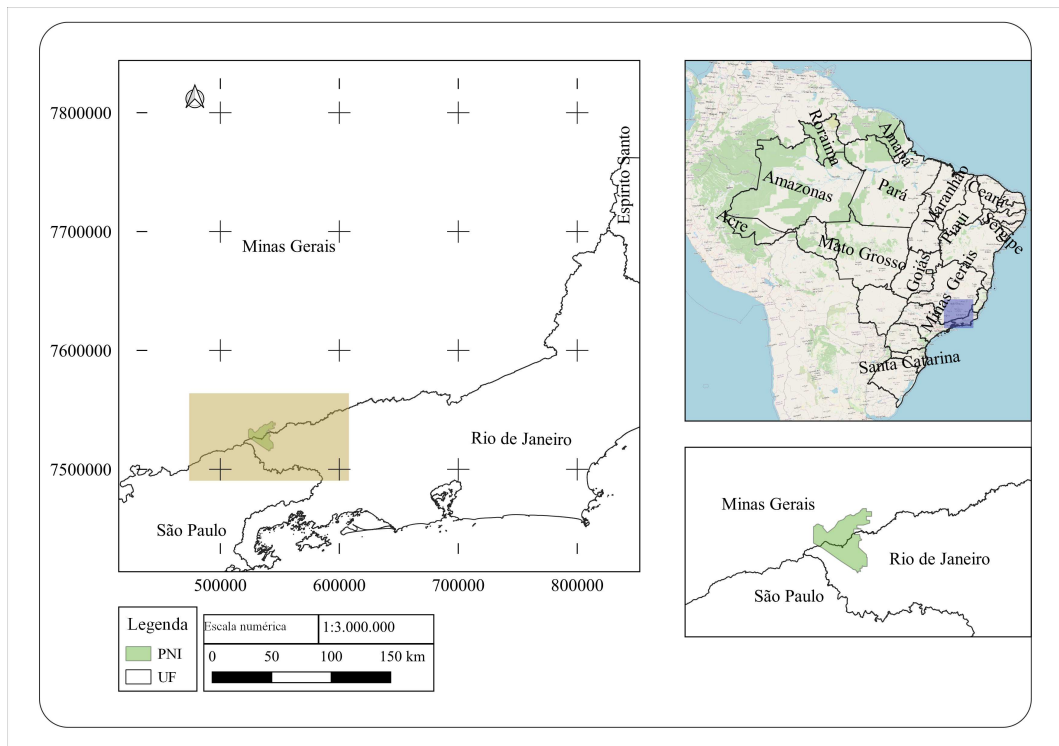 7800000
7700000
7600000
7500000
500000
600000
700000
800000
Minas Gerais
Espírito Santo
Rio de Janeiro
São Paulo
Roraima
Amapá
Amazonas
Pará
Maranhão
Ceará
Acre
Piauí
Sergipe
Mato Grosso
Goiás
Minas Gerais
Santa Catarina
Minas Gerais
Rio de Janeiro
São Paulo
Legenda
PNI
UF
Escala numérica 1:3.000.000
0 50 100 150 km